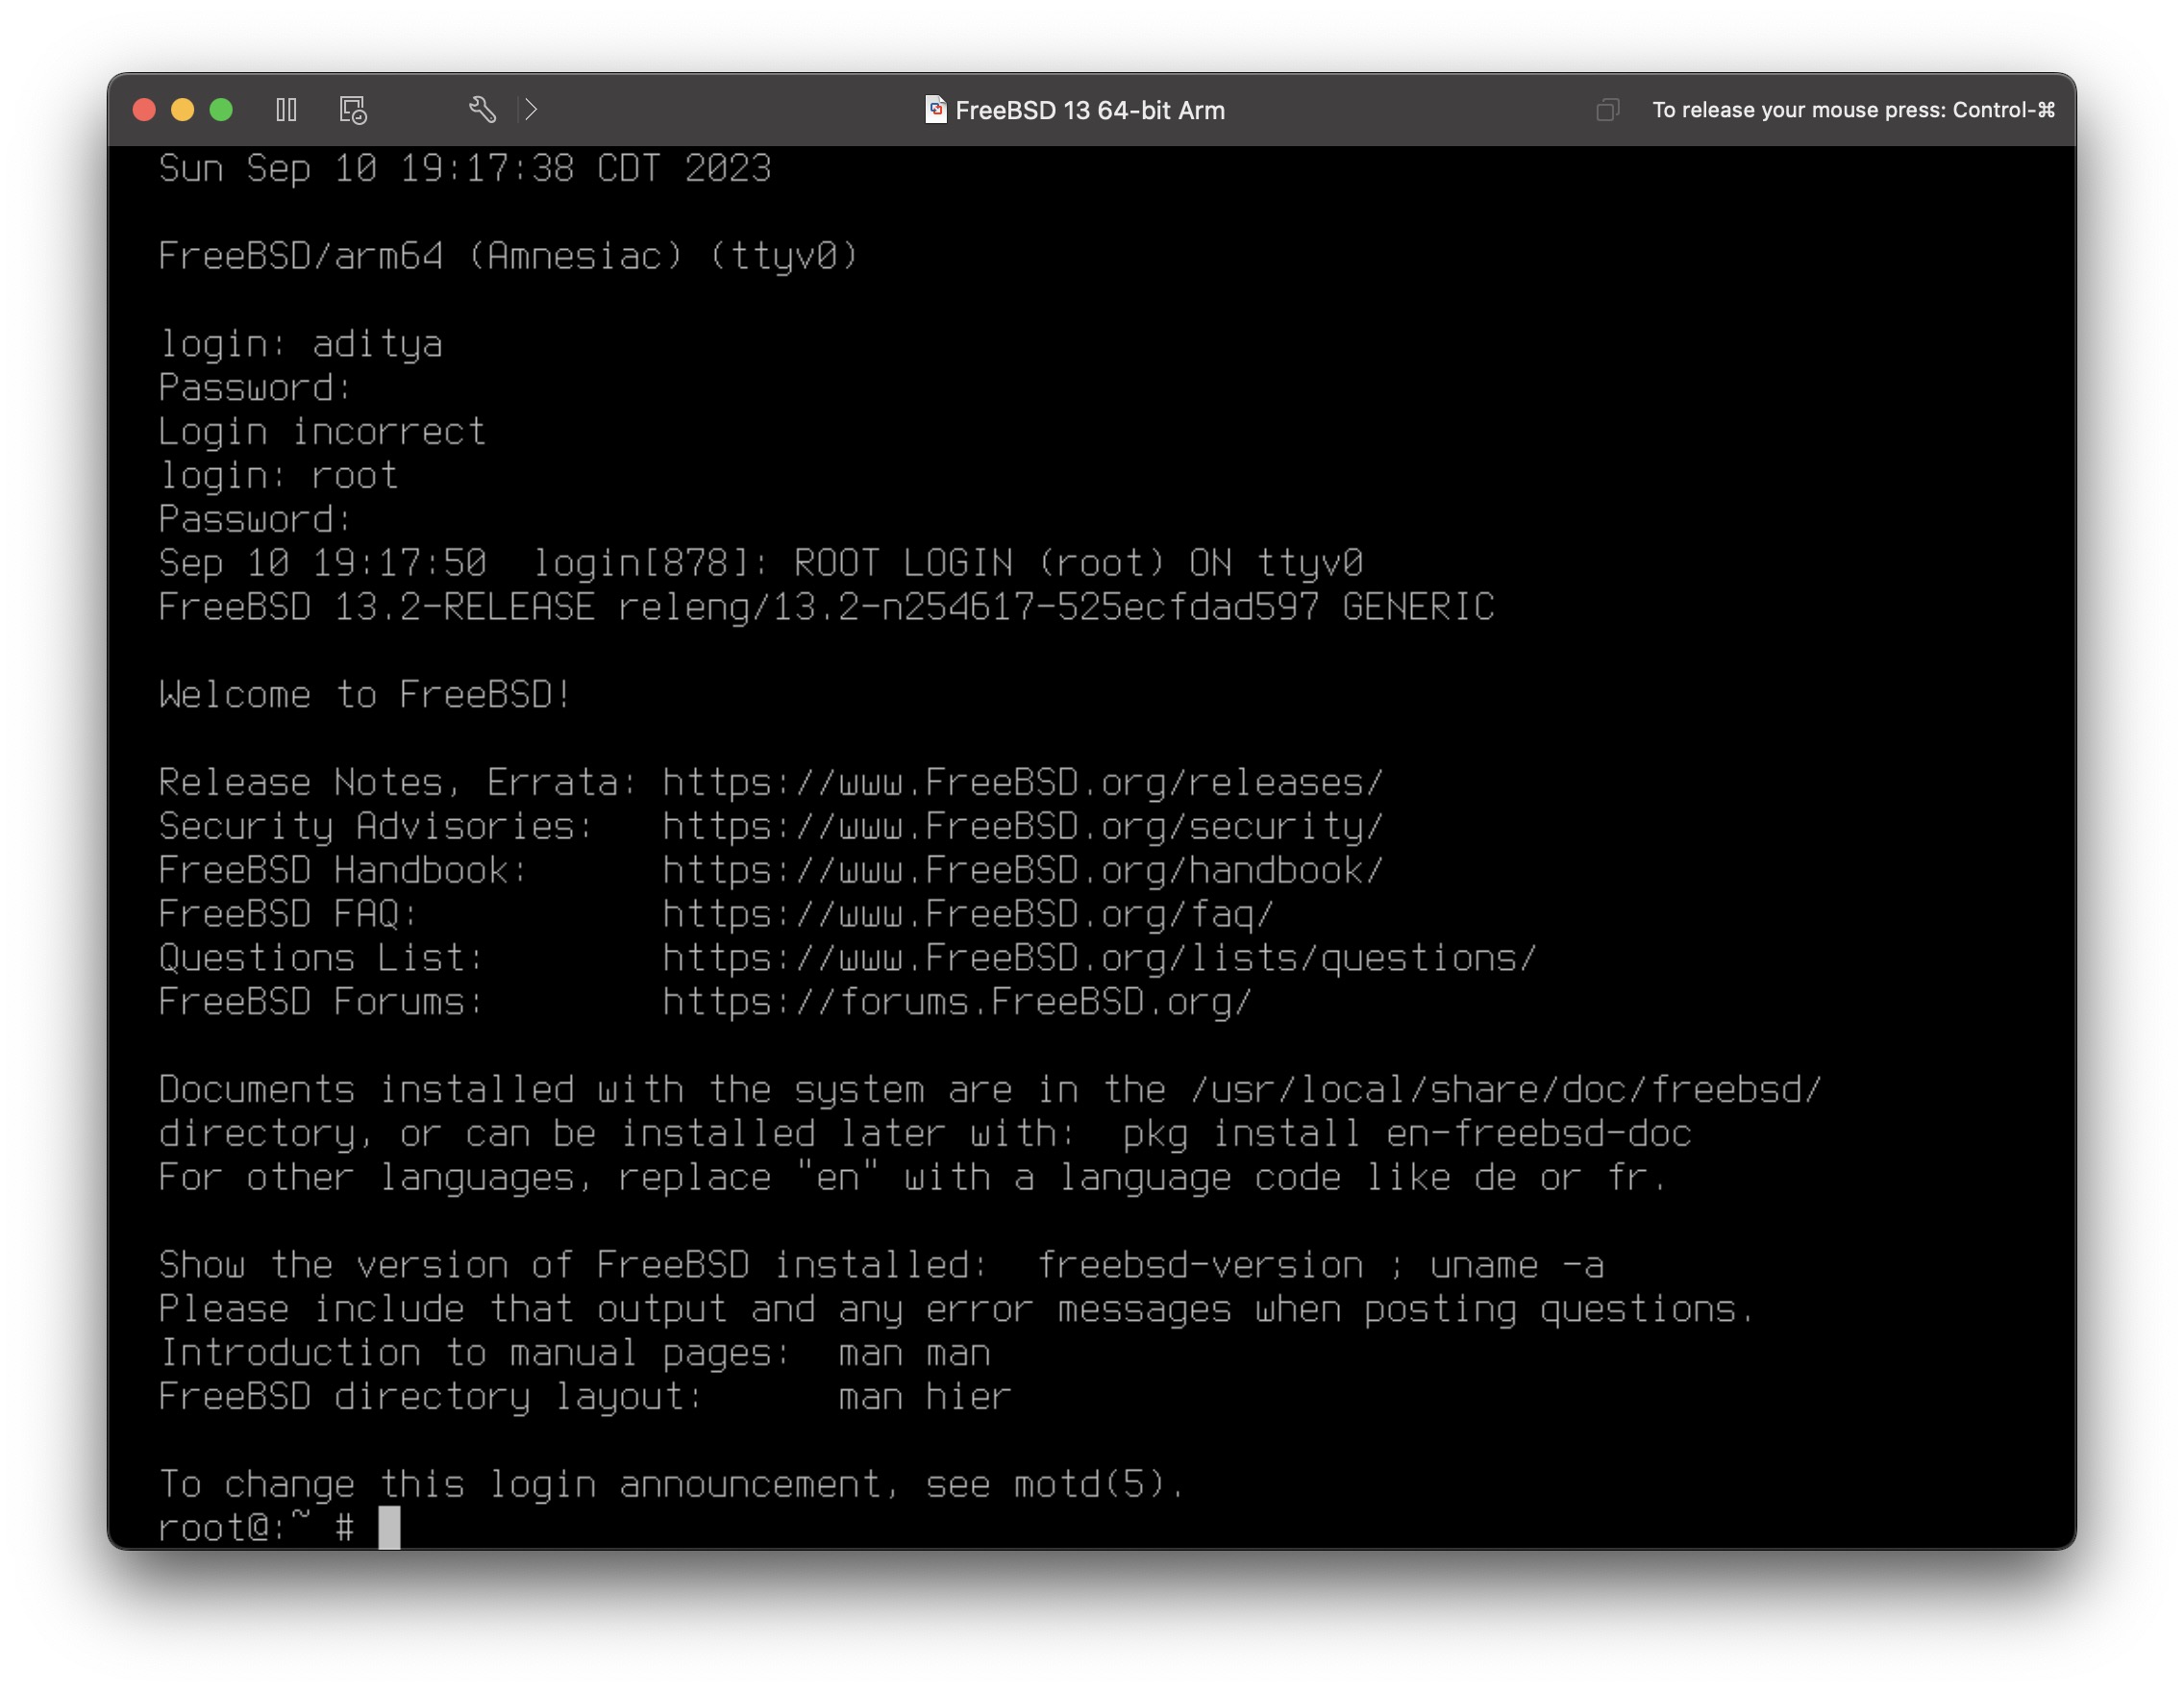 FreeBSD 13 64-bit Arm
To release your mouse press: Control-⌘
Sun Sep 10 19:17:38 CDT 2023
FreeBSD/arm64 (Amnesiac) (ttyv0)
login: aditya
Password:
Login incorrect
login: root
Password:
Sep 10 19:17:50  login[878]: ROOT LOGIN (root) ON ttyv0
FreeBSD 13.2-RELEASE releng/13.2-n254617-525ecfdad597 GENERIC
Welcome to FreeBSD!
Release Notes, Errata: https://www.FreeBSD.org/releases/
Security Advisories:   https://www.FreeBSD.org/security/
FreeBSD Handbook:      https://www.FreeBSD.org/handbook/
FreeBSD FAQ:           https://www.FreeBSD.org/faq/
Questions List:        https://www.FreeBSD.org/lists/questions/
FreeBSD Forums:        https://forums.FreeBSD.org/
Documents installed with the system are in the /usr/local/share/doc/freebsd/
directory, or can be installed later with:  pkg install en-freebsd-doc
For other languages, replace "en" with a language code like de or fr.
Show the version of FreeBSD installed:  freebsd-version ; uname -a
Please include that output and any error messages when posting questions.
Introduction to manual pages:  man man
FreeBSD directory layout:      man hier
To change this login announcement, see motd(5).
root@:~ #